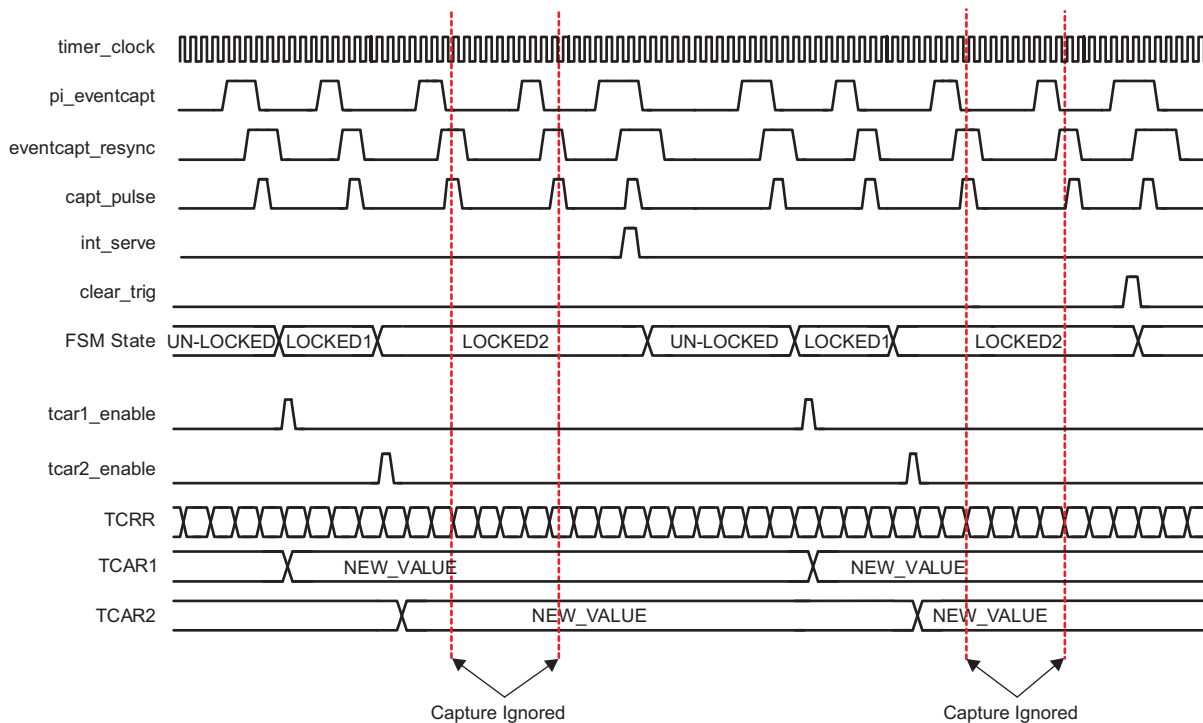 timer_clock
pi_eventcapt
eventcapt_resync
capt_pulse
int_serve
clear_trig
FSM State UN-LOCKED LOCKED1 LOCKED2 UN-LOCKED LOCKED1 LOCKED2
tcar1_enable
tcar2_enable
TCRR
TCAR1 NEW_VALUE NEW_VALUE
TCAR2 NEW_VALUE NEW_VALUE
Capture Ignored Capture Ignored